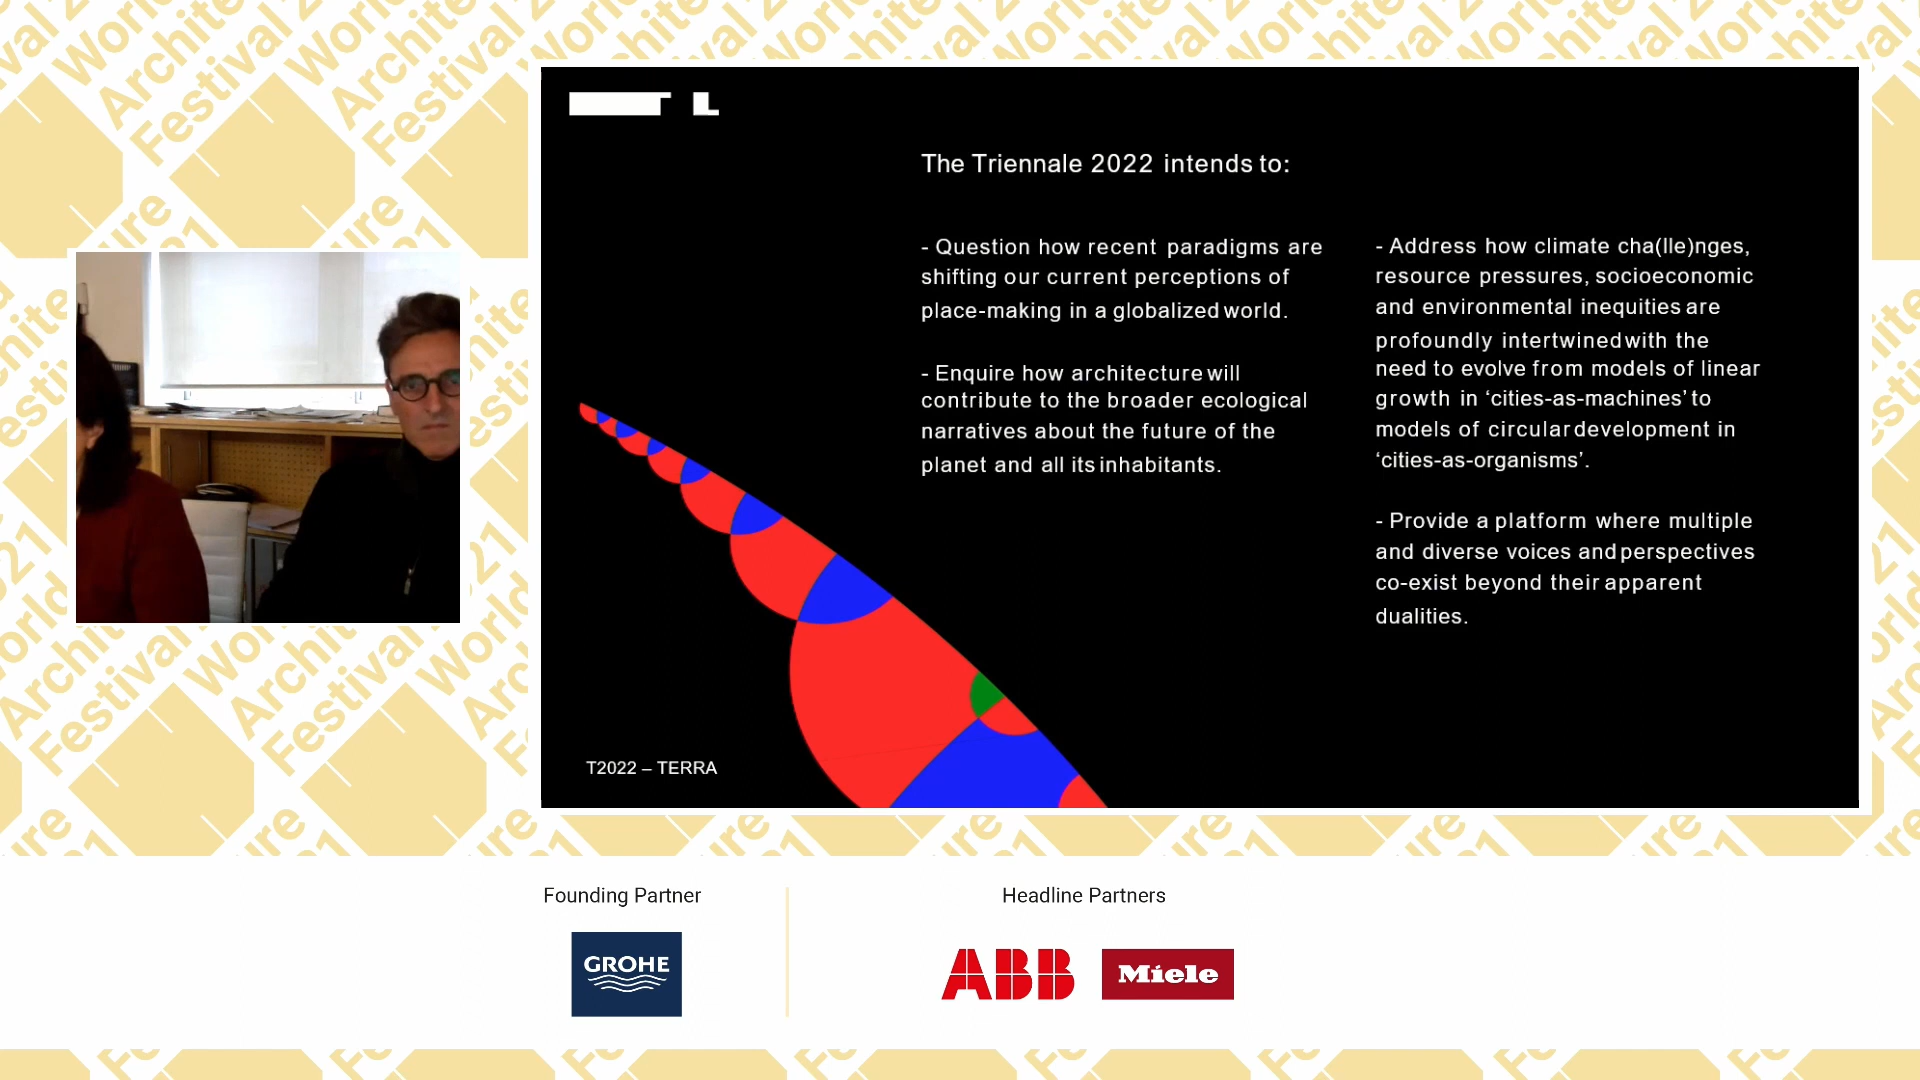 The Triennale 2022 intends to:
- Question how recent paradigms are
shifting our current perceptions of
place-making in a globalized world.
- Enquire how architecture will
contribute to the broader ecological
narratives about the future of the
planet and all its inhabitants.
- Address how climate cha(lle)nges,
resource pressures, socioeconomic
and environmental inequities are
profoundly intertwined with the
need to evolve from models of linear
growth in ‘cities-as-machines’ to
models of circular development in
‘cities-as-organisms’.
- Provide a platform where multiple
and diverse voices and perspectives
co-exist beyond their apparent
dualities.
T2022 – TERRA
Founding Partner
Headline Partners
GROHE
ABB
Miele
World
Architecture
Festival 21